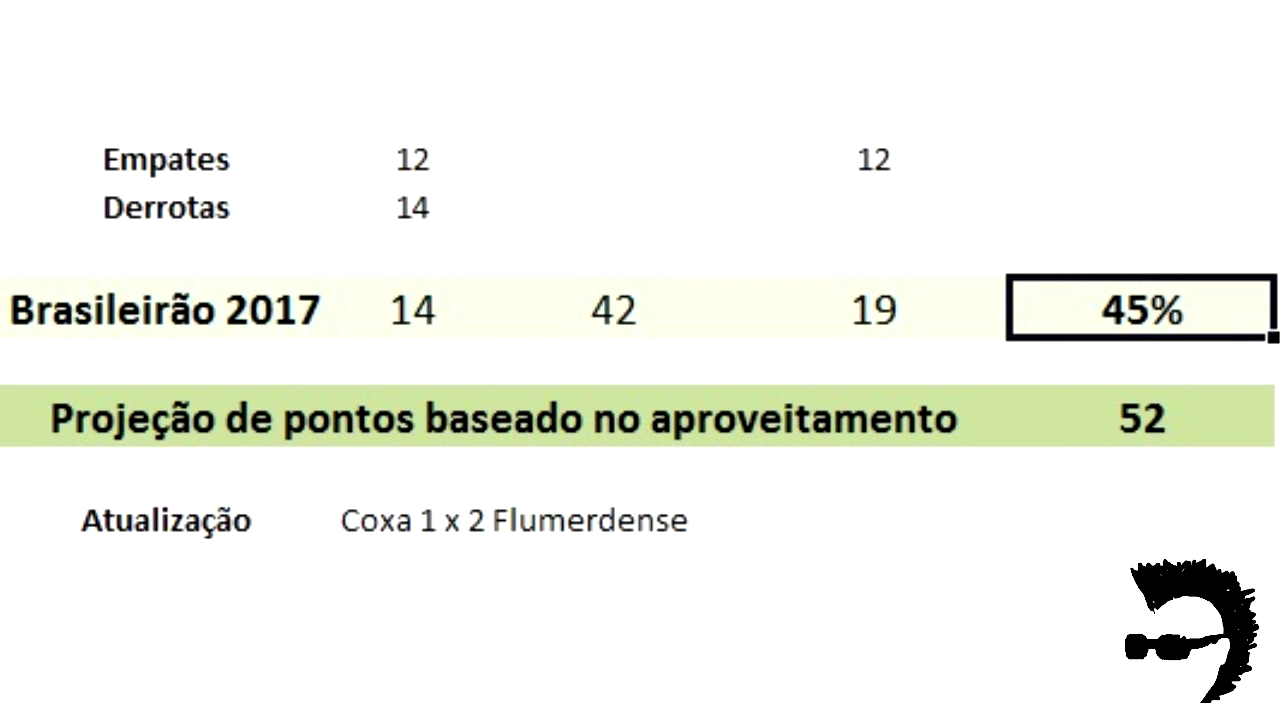 Empates 12 12
Derrotas 14
Brasileirão 2017 14 42 19 45%
Projeção de pontos baseado no aproveitamento 52
Atualização Coxa 1 x 2 Flumerdense